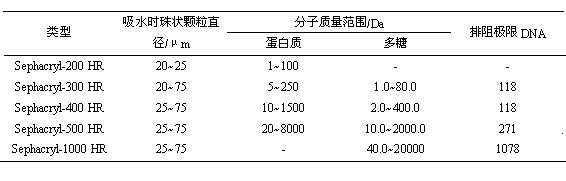 类型 吸水时珠状颗粒直径/μm 分子质量范围/Da 排阻极限DNA
蛋白质 多糖
Sephacryl-200 HR 20~25 1~100 - -
Sephacryl-300 HR 20~75 5~250 1.0~80.0 118
Sephacryl-400 HR 25~75 10~1500 2.0~400.0 118
Sephacryl-500 HR 25~75 20~8000 10.0~2000.0 271
Sephacryl-1000 HR 25~75 - 40.0~20000 1078